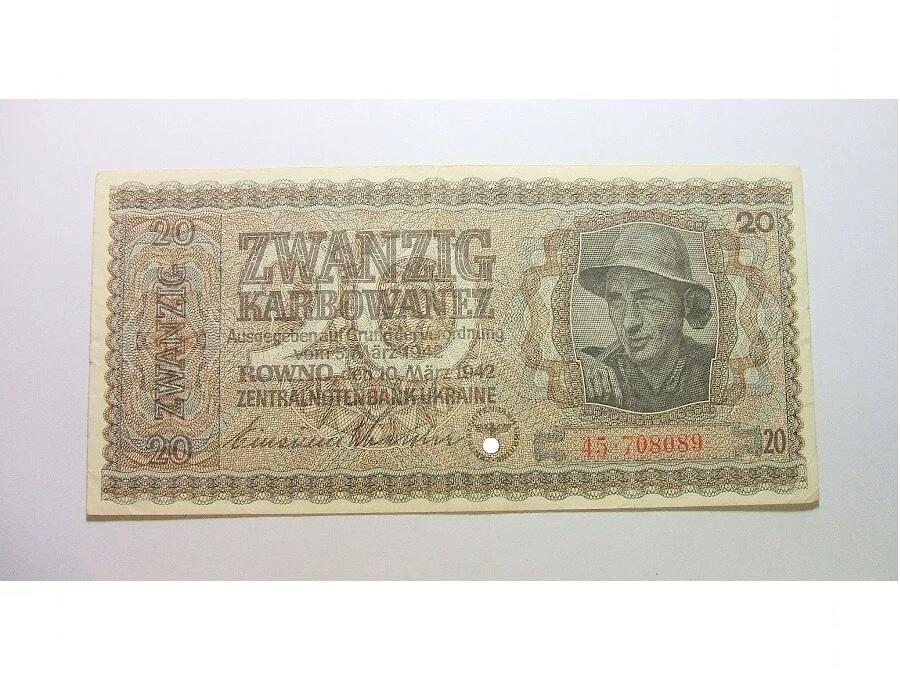 20
20
ZWANZIG
ZWANZIG
KARBOWANEZ
Ausgegeben auf Grund der Verordnung
vom 5. März 1942
ROWNO, den 10. März 1942
ZENTRALNOTENBANK UKRAINE
45·708089
20
20